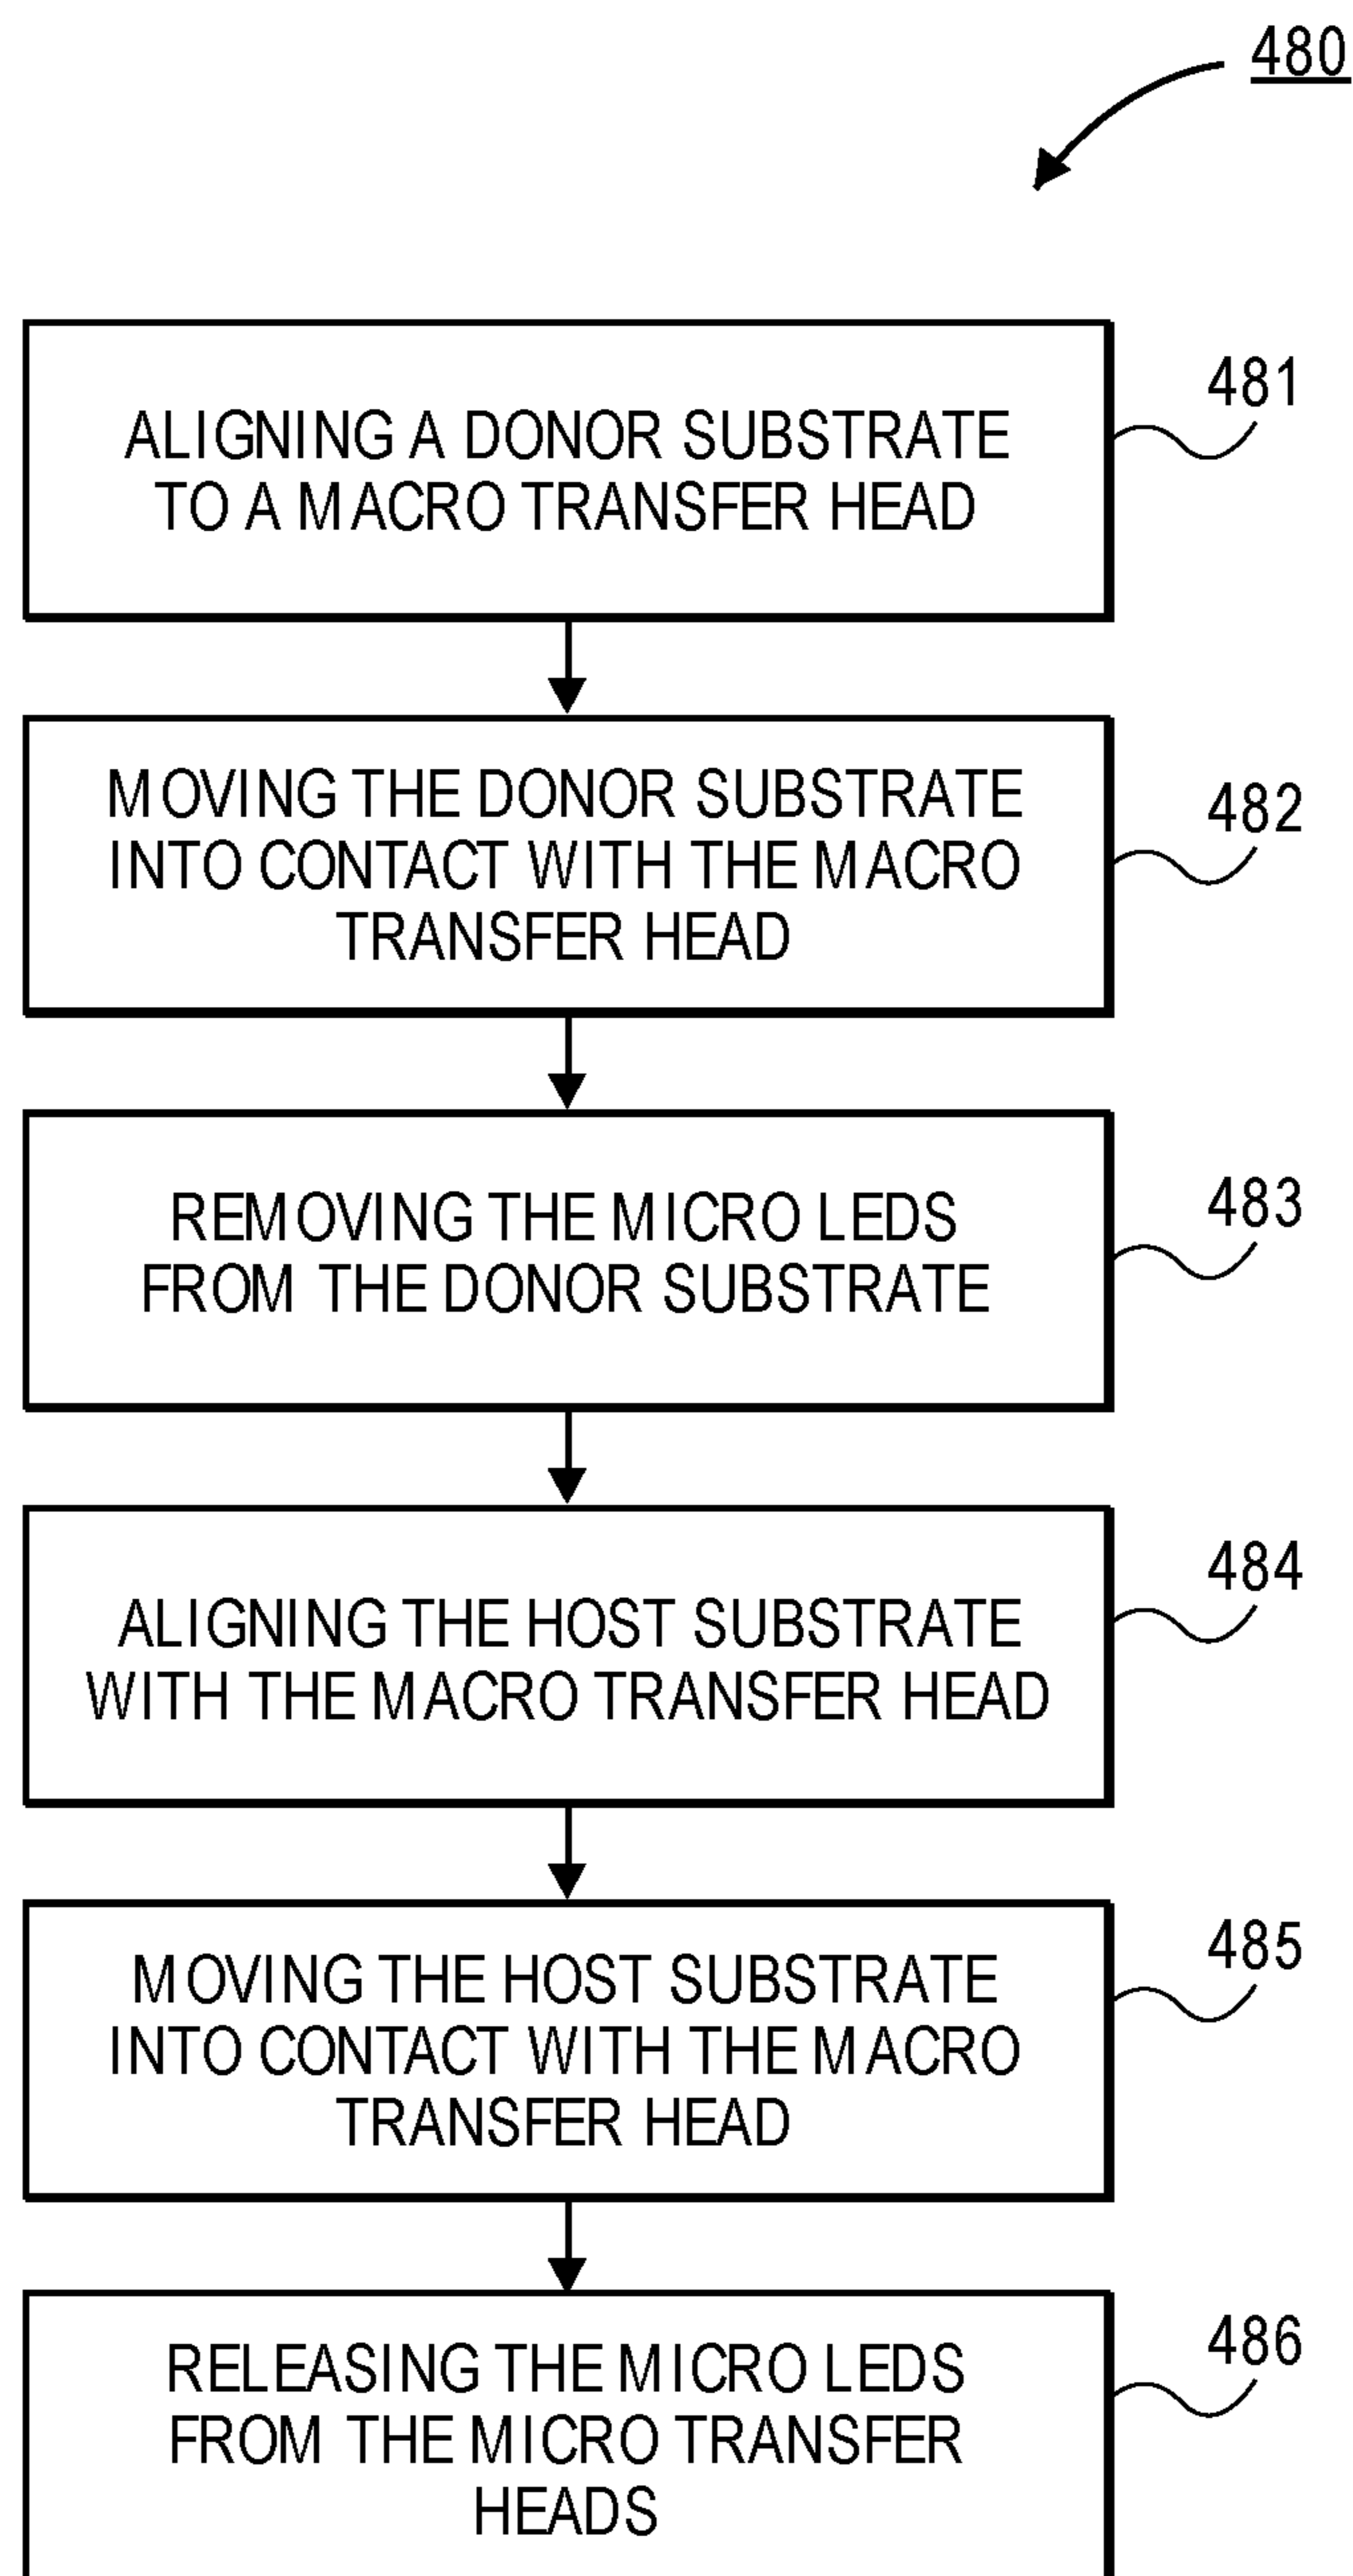 480
ALIGNING A DONOR SUBSTRATE
TO A MACRO TRANSFER HEAD
481
MOVING THE DONOR SUBSTRATE
INTO CONTACT WITH THE MACRO
TRANSFER HEAD
482
REMOVING THE MICRO LEDS
FROM THE DONOR SUBSTRATE
483
ALIGNING THE HOST SUBSTRATE
WITH THE MACRO TRANSFER HEAD
484
MOVING THE HOST SUBSTRATE
INTO CONTACT WITH THE MACRO
TRANSFER HEAD
485
RELEASING THE MICRO LEDS
FROM THE MICRO TRANSFER
HEADS
486